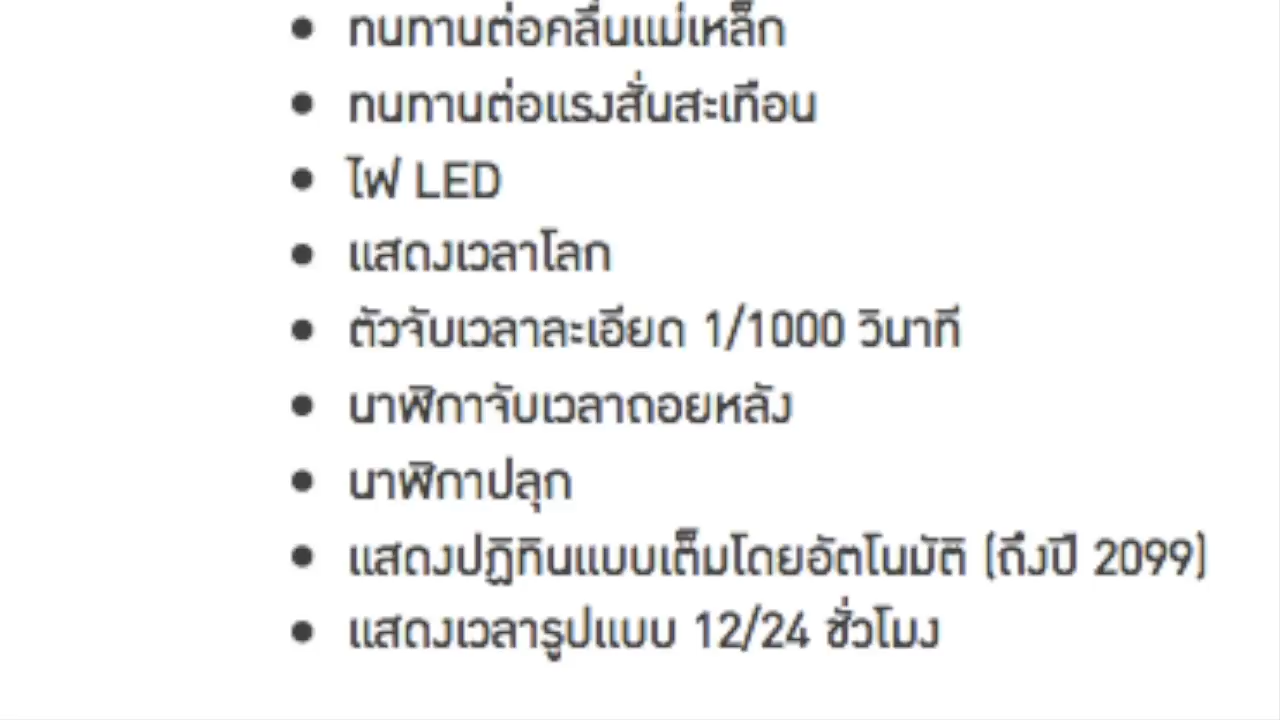 • ทนทานต่อคลื่นแม่เหล็ก
• ทนทานต่อแรงสั่นสะเทือน
• ไฟ LED
• แสดงเวลาโลก
• ตัวจับเวลาละเอียด 1/1000 วินาที
• นาฬิกาจับเวลาถอยหลัง
• นาฬิกาปลุก
• แสดงปฏิทินแบบเต็มโดยอัตโนมัติ (ถึงปี 2099)
• แสดงเวลารูปแบบ 12/24 ชั่วโมง